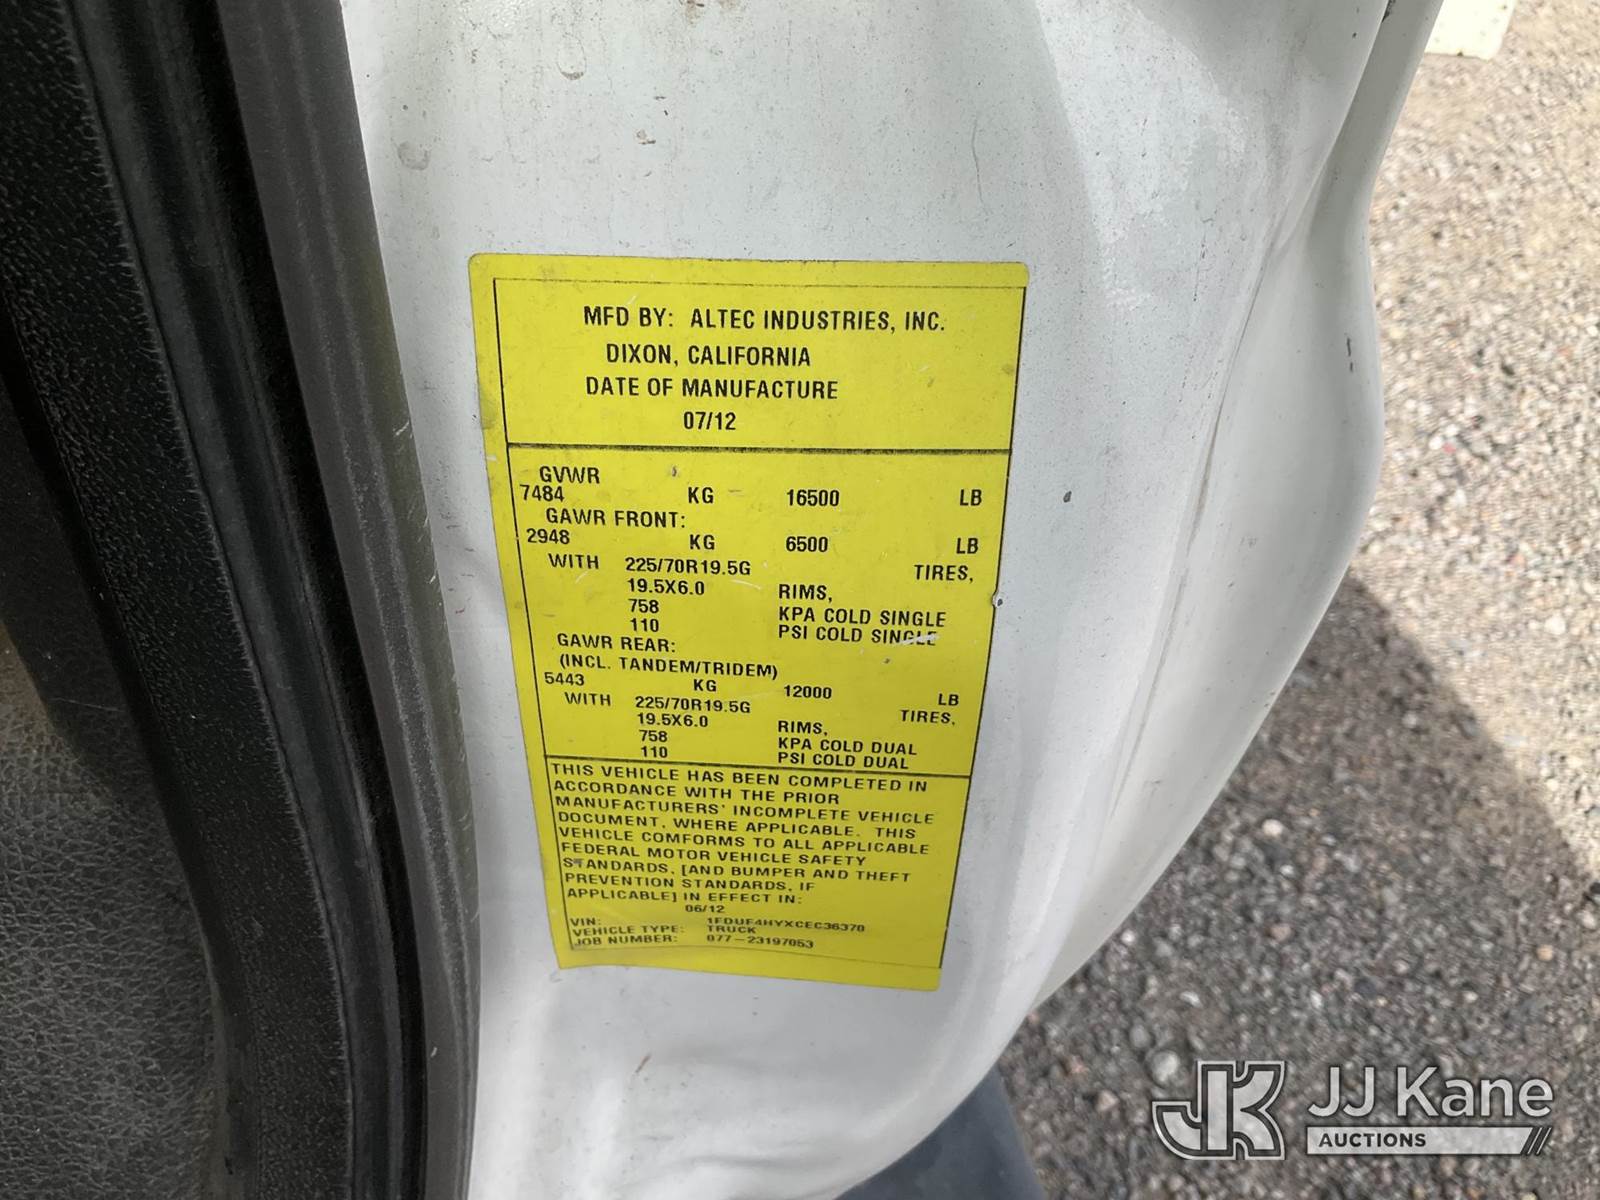 MFD BY: ALTEC INDUSTRIES, INC.
DIXON, CALIFORNIA
DATE OF MANUFACTURE
07/12
GVWR
7484 KG 16500 LB
GAWR FRONT:
2948 KG 6500 LB
WITH 225/70R19.5G TIRES,
19.5X6.0 RIMS,
758 KPA COLD SINGLE
110 PSI COLD SINGLE
GAWR REAR:
(INCL. TANDEM/TRIDEM)
5443 KG 12000 LB
WITH 225/70R19.5G TIRES,
19.5X6.0 RIMS,
758 KPA COLD DUAL
110 PSI COLD DUAL
THIS VEHICLE HAS BEEN COMPLETED IN
ACCORDANCE WITH THE PRIOR
MANUFACTURERS' INCOMPLETE VEHICLE
DOCUMENT, WHERE APPLICABLE. THIS
VEHICLE COMFORMS TO ALL APPLICABLE
FEDERAL MOTOR VEHICLE SAFETY
STANDARDS, [AND BUMPER AND THEFT
PREVENTION STANDARDS, IF
APPLICABLE] IN EFFECT IN:
06/12
VIN: 1FDUF4HYXCEC36370
VEHICLE TYPE: TRUCK
JOB NUMBER: 077-23197053
JK JJ Kane
AUCTIONS